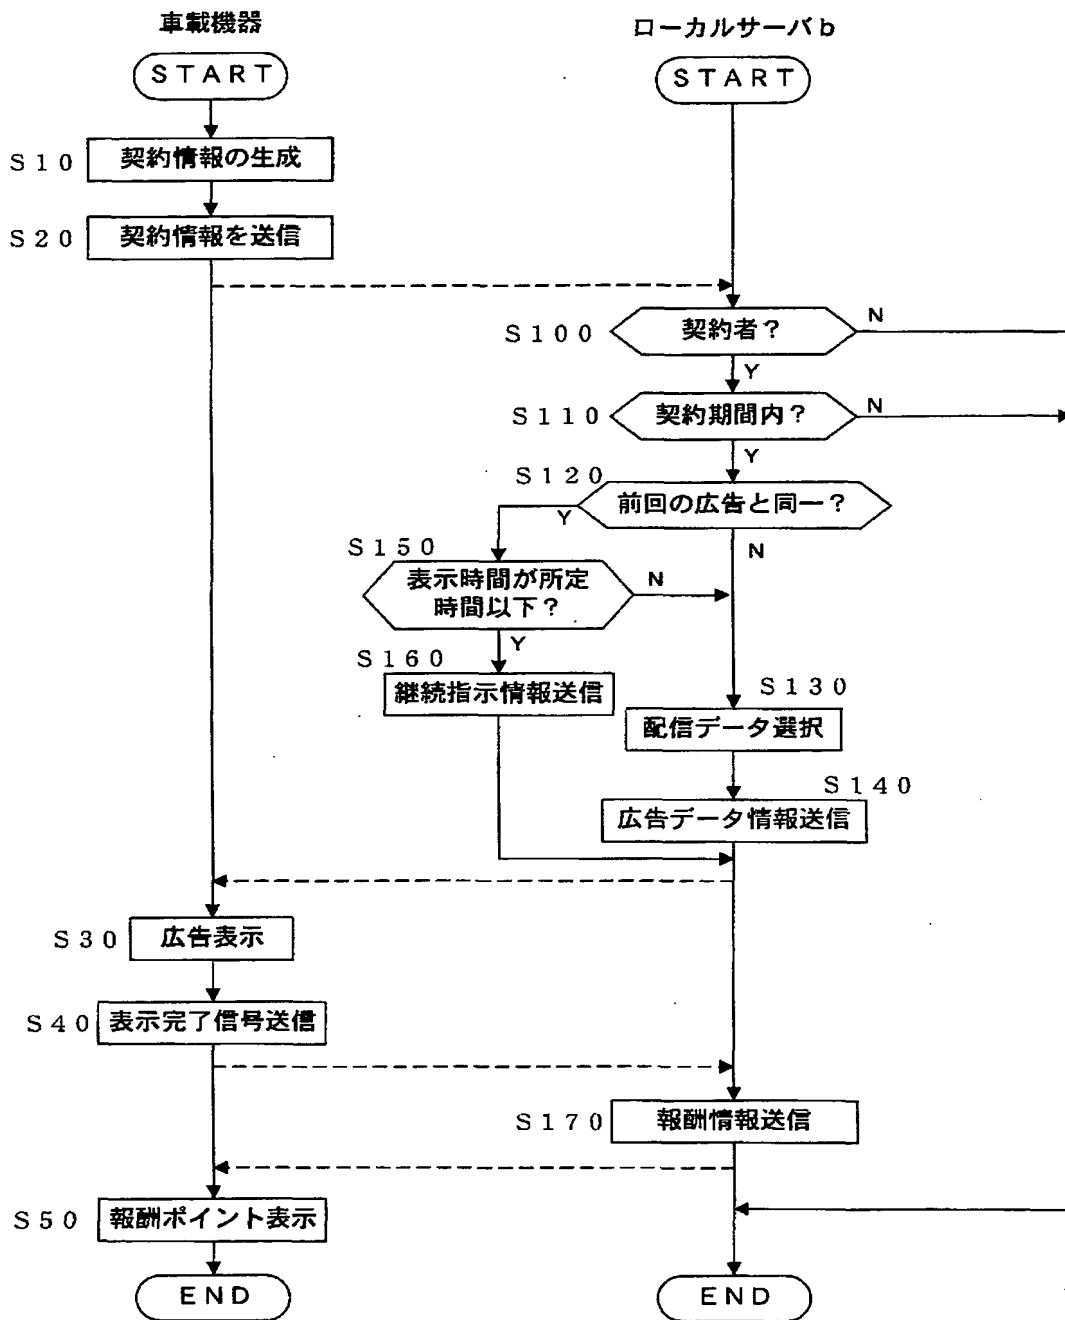 車載機器
ローカルサーバb
START
START
S10
契約情報の生成
S20
契約情報を送信
S100
契約者？
N
Y
S110
契約期間内？
N
Y
S120
前回の広告と同一？
Y
N
S150
表示時間が所定
時間以下？
N
Y
S160
継続指示情報送信
S130
配信データ選択
S140
広告データ情報送信
S30
広告表示
S40
表示完了信号送信
S170
報酬情報送信
S50
報酬ポイント表示
END
END